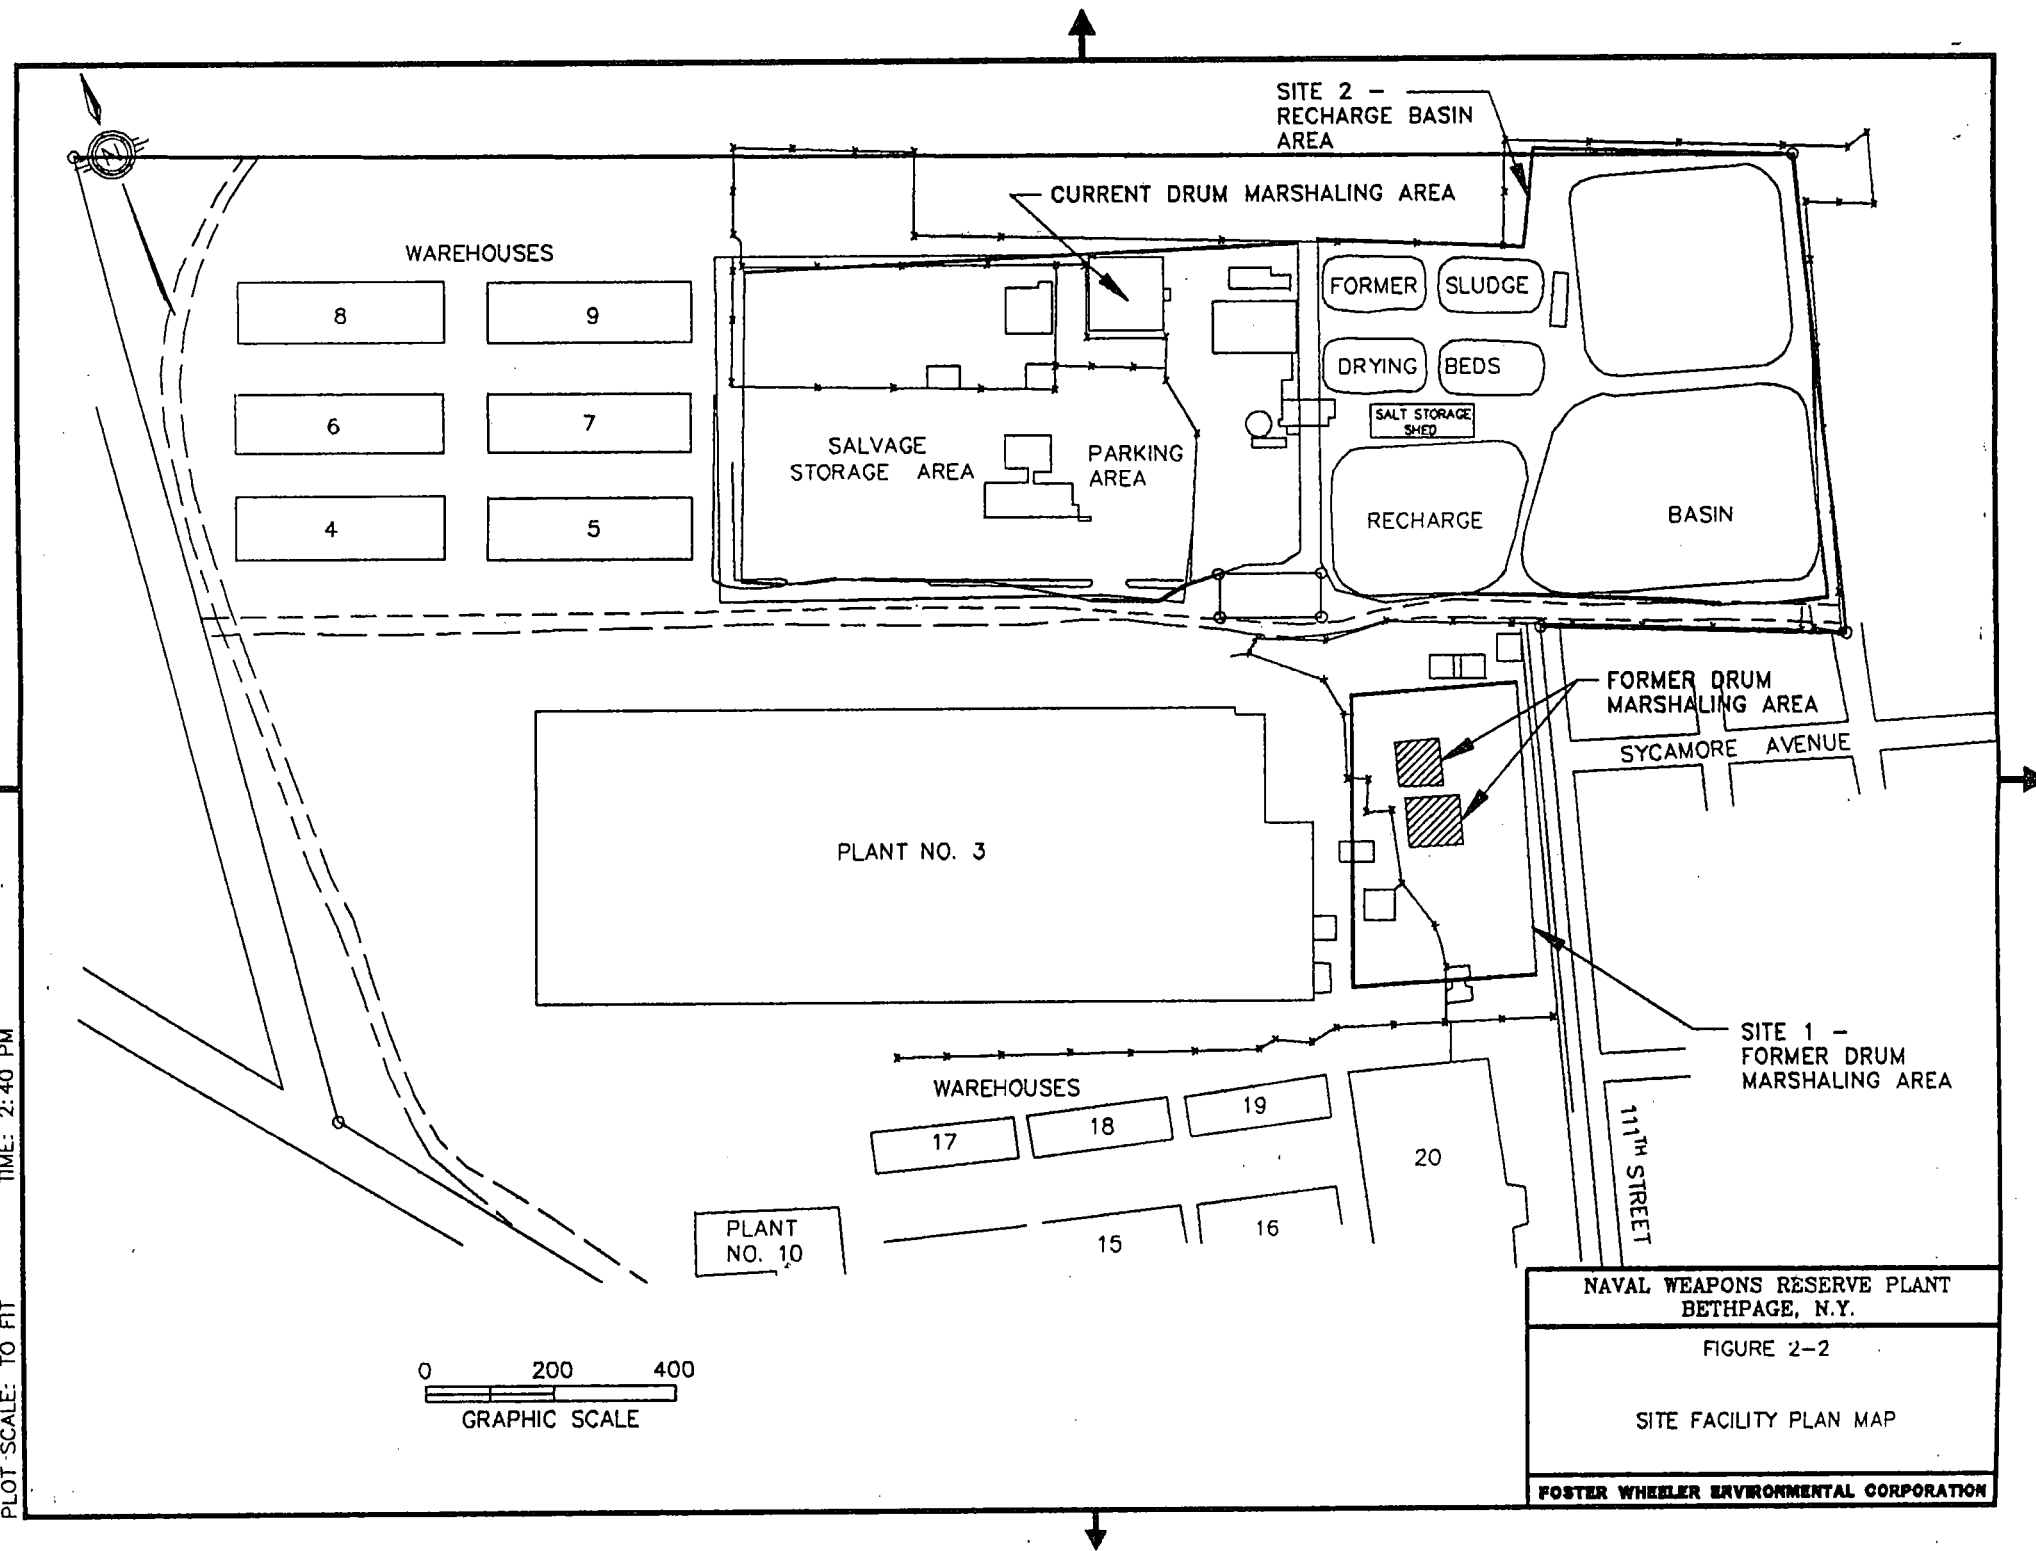 SITE 2 -
RECHARGE BASIN
AREA
CURRENT DRUM MARSHALING AREA
WAREHOUSES
8
9
FORMER
SLUDGE
DRYING
BEDS
6
7
SALT STORAGE
SHED
SALVAGE
STORAGE AREA
PARKING
AREA
4
5
RECHARGE
BASIN
FORMER DRUM
MARSHALING AREA
SYCAMORE AVENUE
PLANT NO. 3
SITE 1 -
FORMER DRUM
MARSHALING AREA
WAREHOUSES
17
18
19
20
111TH STREET
PLANT
NO. 10
15
16
0 200 400
GRAPHIC SCALE
NAVAL WEAPONS RESERVE PLANT
BETHPAGE, N.Y.
FIGURE 2-2
SITE FACILITY PLAN MAP
FOSTER WHEELER ENVIRONMENTAL CORPORATION
PLOT SCALE: TO FIT TIME: 2:40 PM